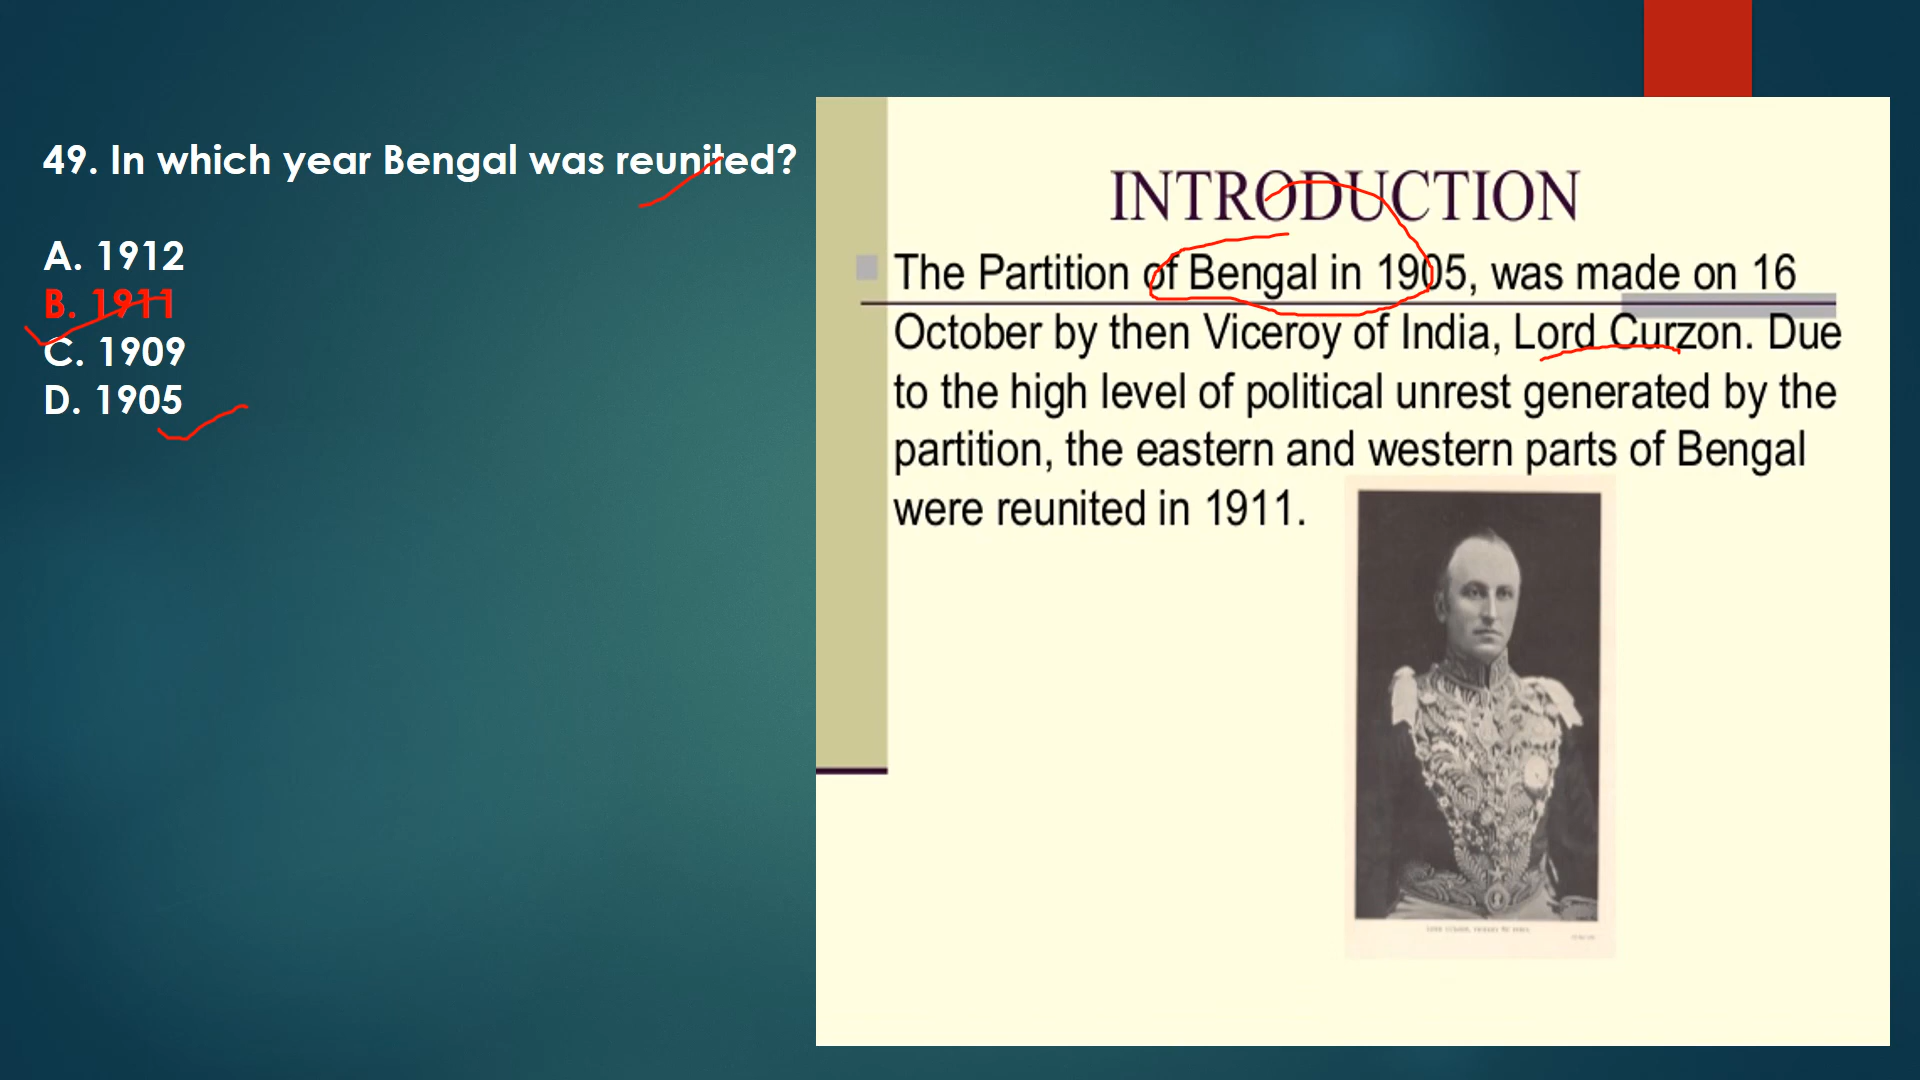 49. In which year Bengal was reunited?
A. 1912
B. 1911
C. 1909
D. 1905
INTRODUCTION
The Partition of Bengal in 1905, was made on 16
October by then Viceroy of India, Lord Curzon. Due
to the high level of political unrest generated by the
partition, the eastern and western parts of Bengal
were reunited in 1911.